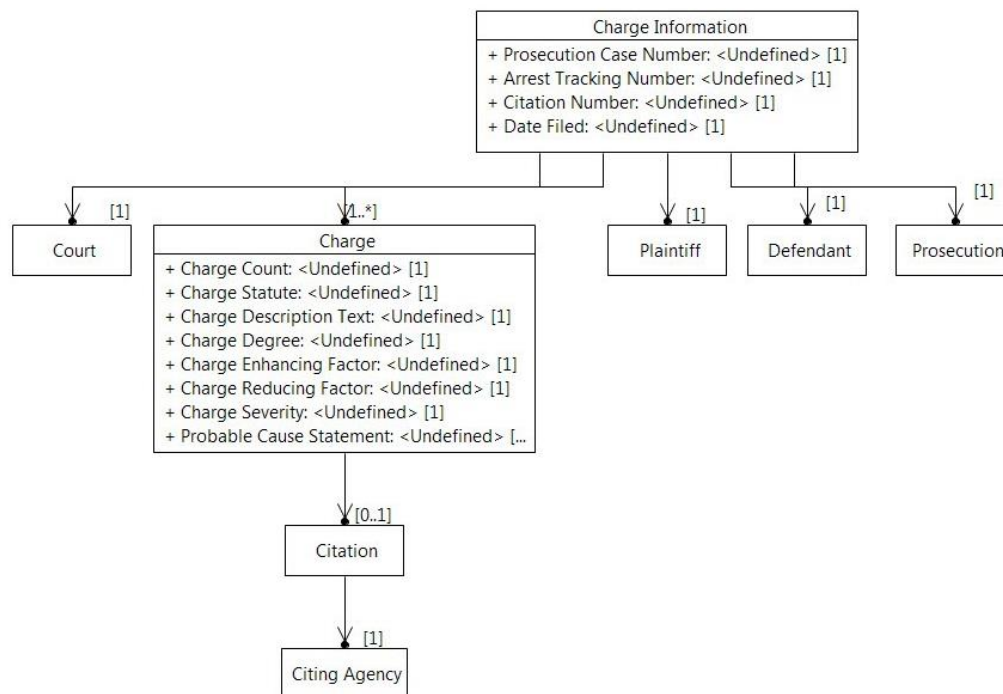 Charge Information
+ Prosecution Case Number: <Undefined> [1]
+ Arrest Tracking Number: <Undefined> [1]
+ Citation Number: <Undefined> [1]
+ Date Filed: <Undefined> [1]
[1]
[1..*]
[1]
[1]
[1]
Court
Charge
Plaintiff
Defendant
Prosecution
+ Charge Count: <Undefined> [1]
+ Charge Statute: <Undefined> [1]
+ Charge Description Text: <Undefined> [1]
+ Charge Degree: <Undefined> [1]
+ Charge Enhancing Factor: <Undefined> [1]
+ Charge Reducing Factor: <Undefined> [1]
+ Charge Severity: <Undefined> [1]
+ Probable Cause Statement: <Undefined> [...
[0..1]
Citation
[1]
Citing Agency